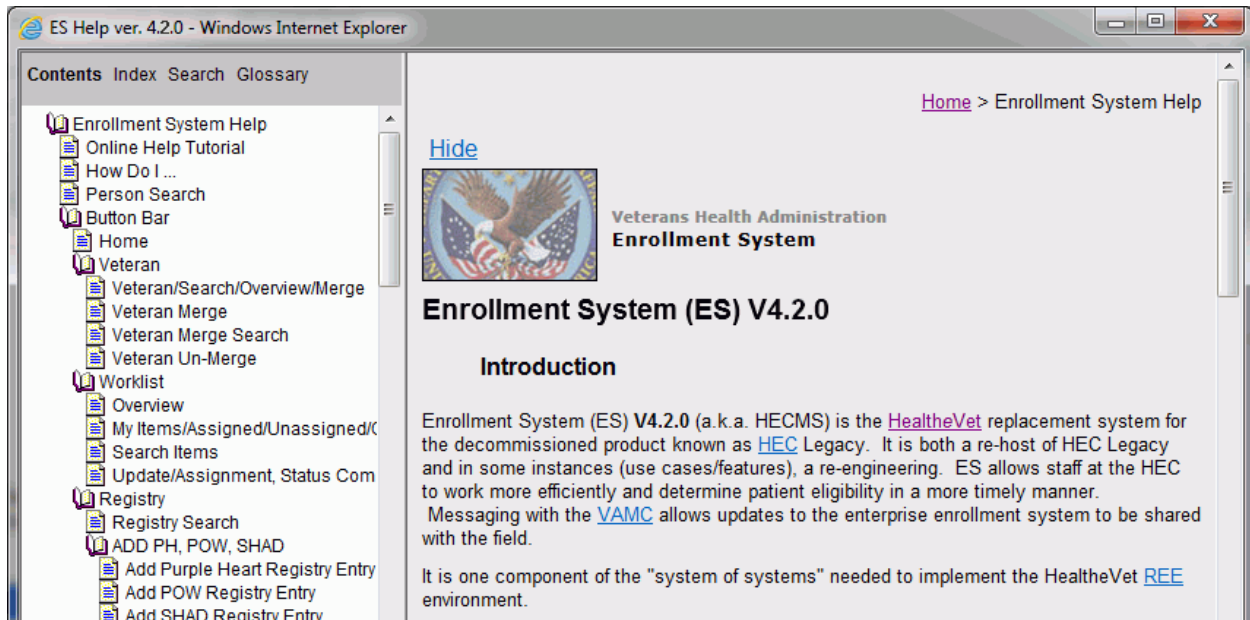 ES Help ver. 4.2.0 - Windows Internet Explorer
Contents Index Search Glossary
Enrollment System Help
Online Help Tutorial
How Do I ...
Person Search
Button Bar
Home
Veteran
Veteran/Search/Overview/Merge
Veteran Merge
Veteran Merge Search
Veteran Un-Merge
Worklist
Overview
My Items/Assigned/Unassigned/
Search Items
Update/Assignment, Status Com
Registry
Registry Search
ADD PH, POW, SHAD
Add Purple Heart Registry Entry
Add POW Registry Entry
Add SHAD Registry Entry
Home > Enrollment System Help
Hide
Veterans Health Administration
Enrollment System
Enrollment System (ES) V4.2.0
Introduction
Enrollment System (ES) V4.2.0 (a.k.a. HECMS) is the HealtheVet replacement system for
the decommissioned product known as HEC Legacy. It is both a re-host of HEC Legacy
and in some instances (use cases/features), a re-engineering. ES allows staff at the HEC
to work more efficiently and determine patient eligibility in a more timely manner.
Messaging with the VAMC allows updates to the enterprise enrollment system to be shared
with the field.
It is one component of the "system of systems" needed to implement the HealtheVet REE
environment.